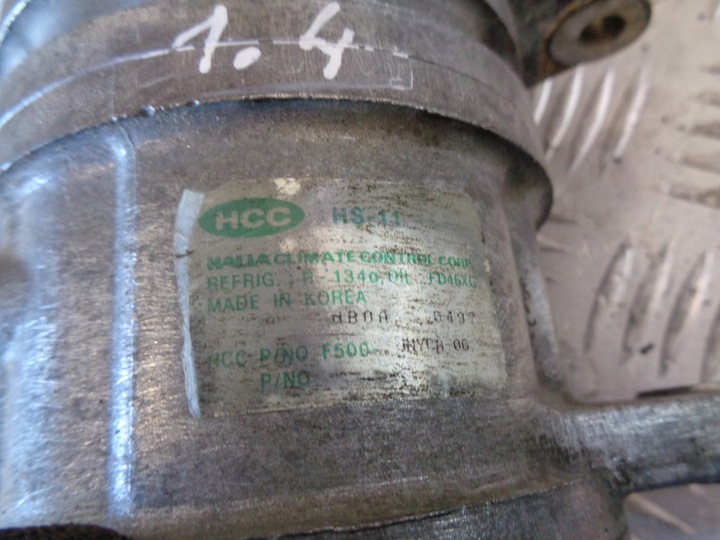 1.4
HCC HS-11
HALLA CLIMATE CONTROL CORP.
REFRIG. R 134a, OIL FD46XG
MADE IN KOREA
0497
HCC P/NO F500-
P/NO